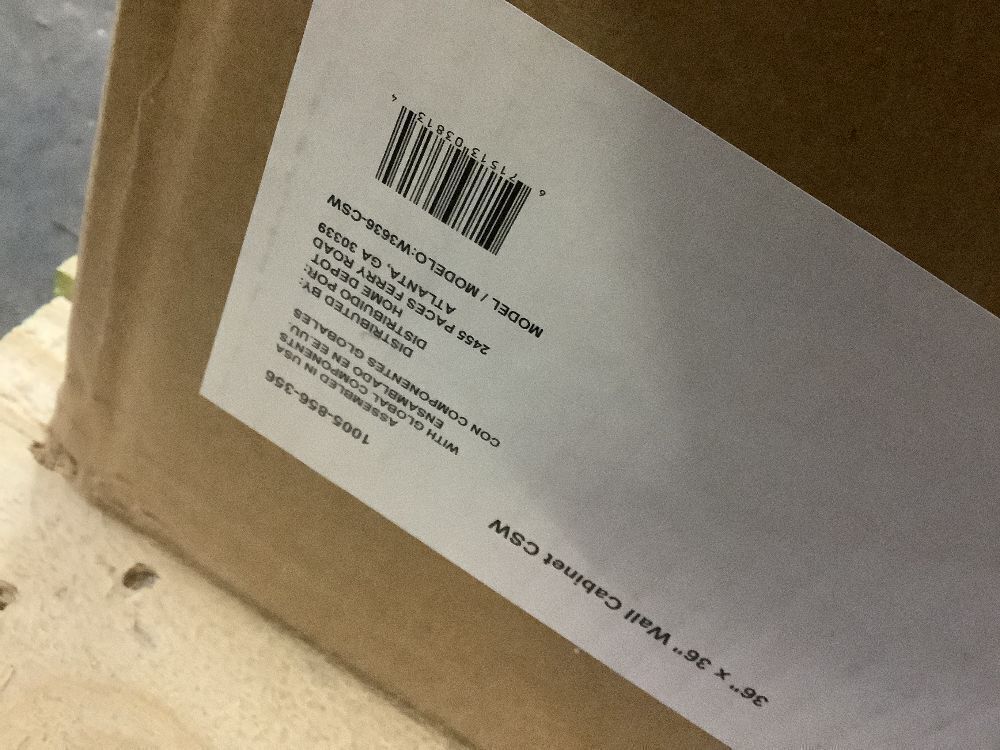 36" x 36" Wall Cabinet CSW
1005-856-356
ASSEMBLED IN USA
WITH GLOBAL COMPONENTS
ENSAMBLADO EN EE.UU.
CON COMPONENTES GLOBALES
DISTRIBUTED BY:
DISTRIBUIDO POR:
HOME DEPOT
2455 PACES FERRY ROAD
ATLANTA, GA 30339
MODEL / MODELO:W3636-CSW
6 71513 03813 4